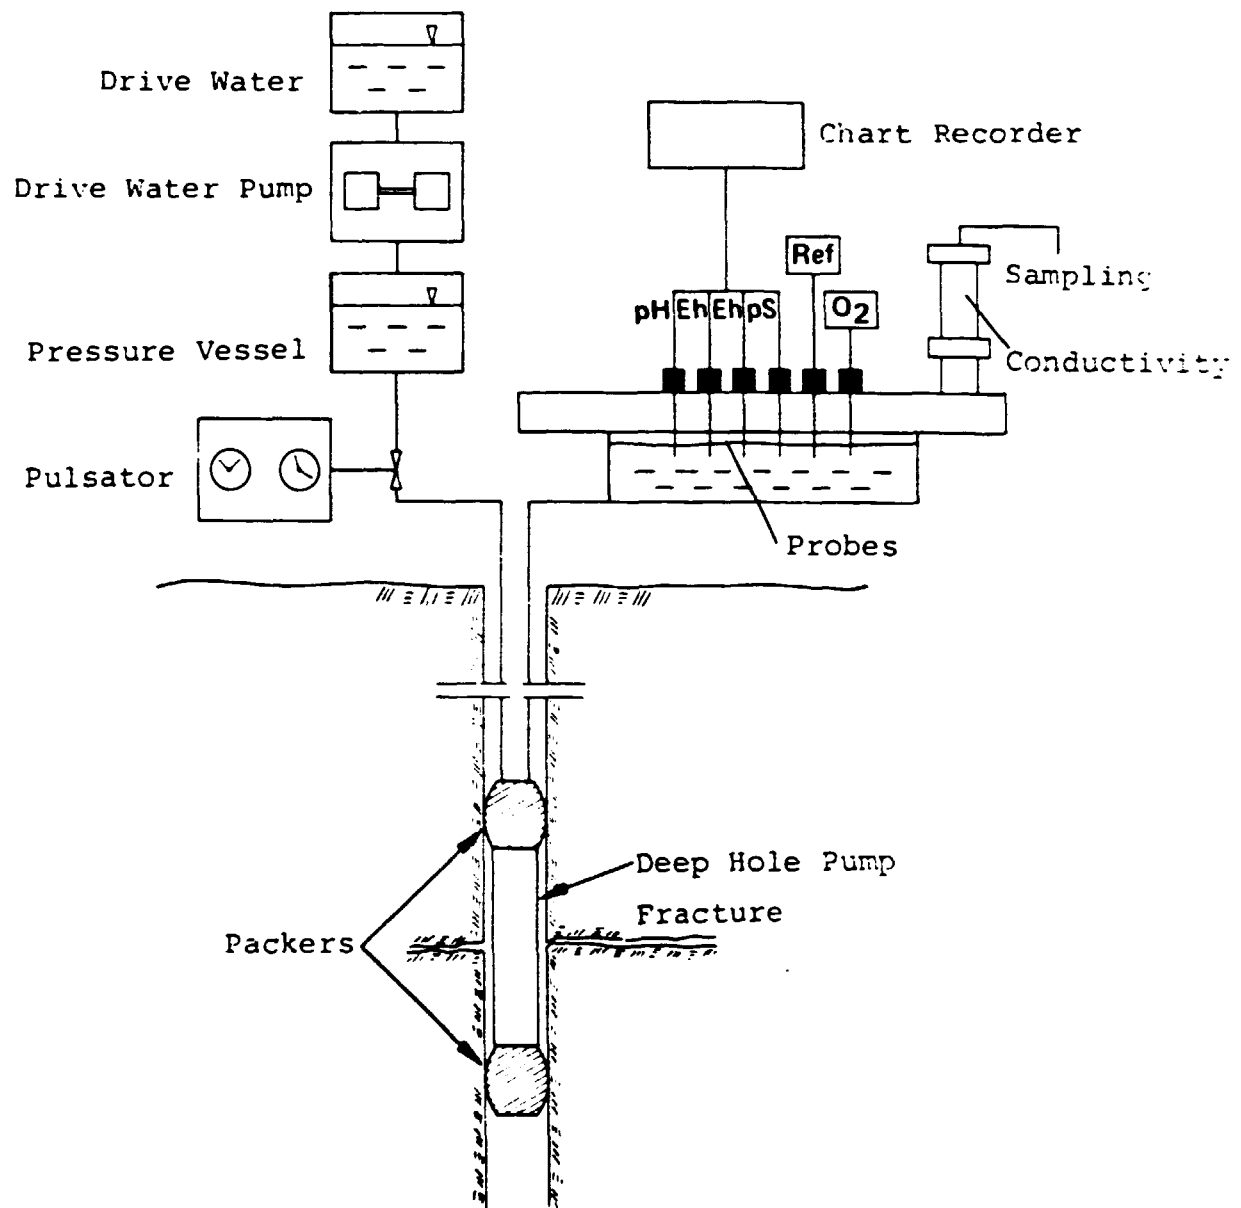 Drive Water
Drive Water Pump
Pressure Vessel
Pulsator
Chart Recorder
Ref
pH Eh Eh pS
O2
Sampling
Conductivity
Probes
Deep Hole Pump
Fracture
Packers